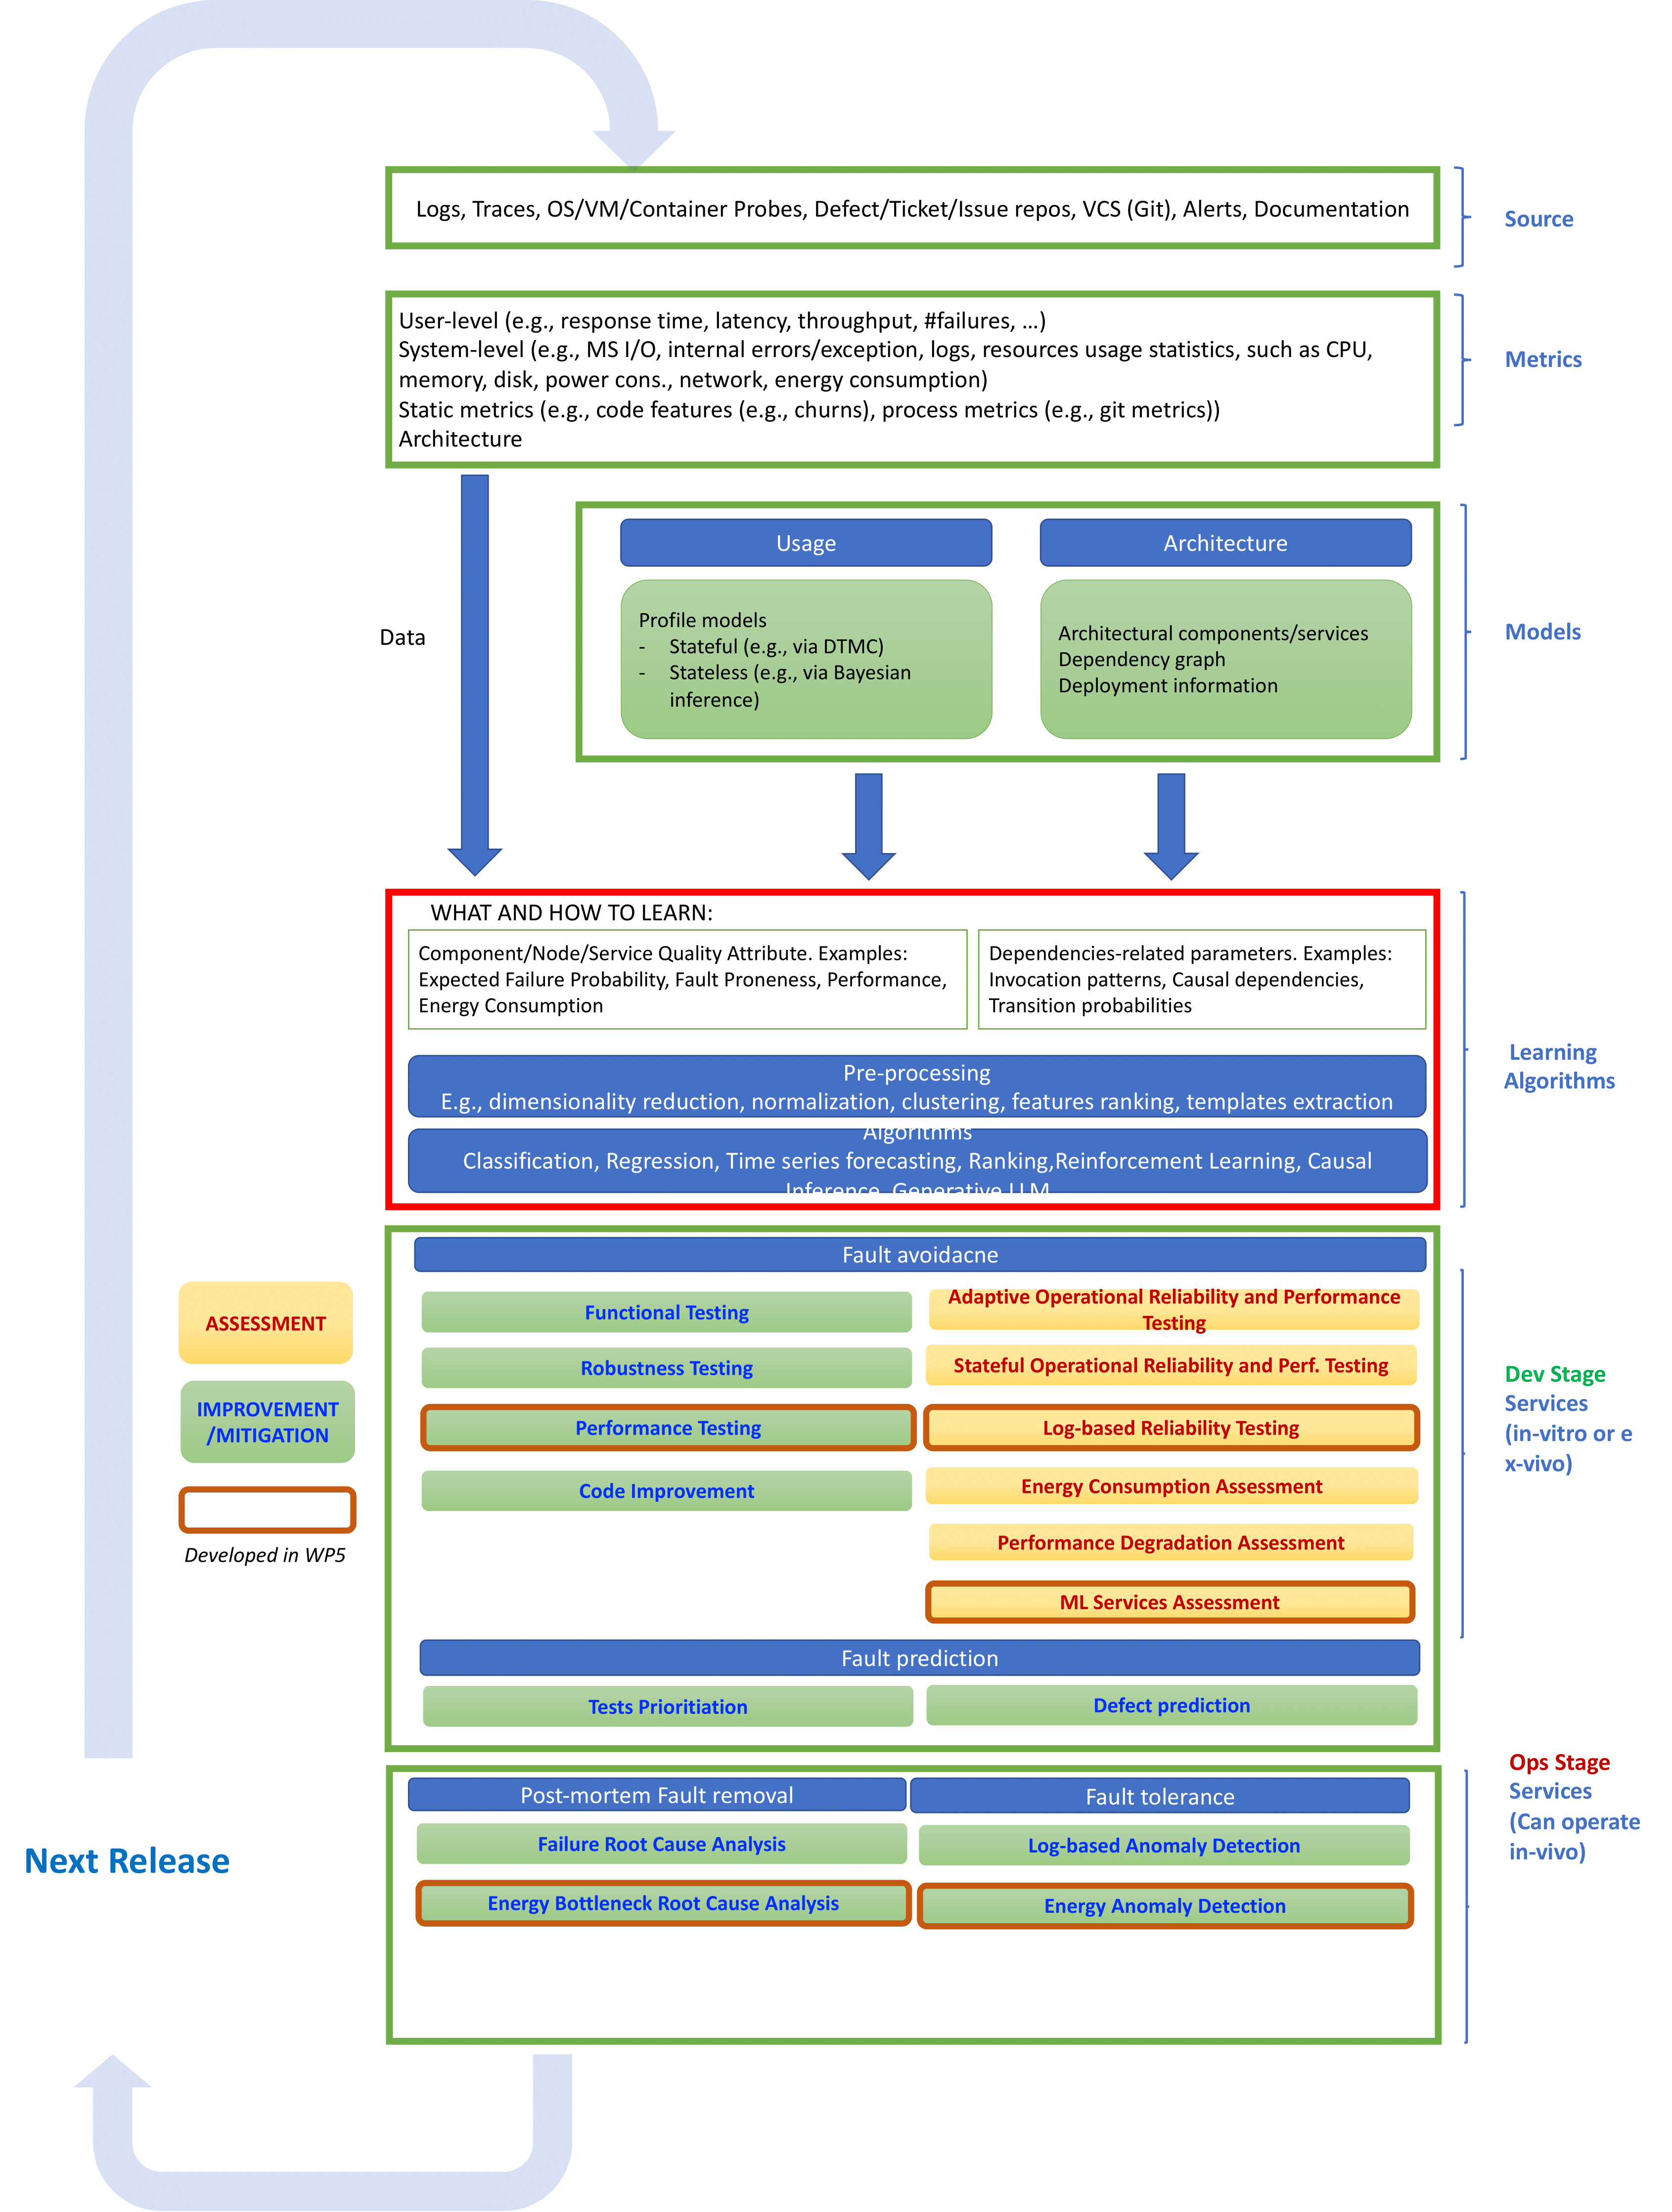 Logs, Traces, OS/VM/Container Probes, Defect/Ticket/Issue repos, VCS (Git), Alerts, Documentation
Source
User-level (e.g., response time, latency, throughput, #failures, ...)
System-level (e.g., MS I/O, internal errors/exception, logs, resources usage statistics, such as CPU,
memory, disk, power cons., network, energy consumption)
Static metrics (e.g., code features (e.g., churns), process metrics (e.g., git metrics))
Architecture
Metrics
Data
Usage
Profile models
- Stateful (e.g., via DTMC)
- Stateless (e.g., via Bayesian
inference)
Architecture
Architectural components/services
Dependency graph
Deployment information
Models
WHAT AND HOW TO LEARN:
Component/Node/Service Quality Attribute. Examples:
Expected Failure Probability, Fault Proneness, Performance,
Energy Consumption
Dependencies-related parameters. Examples:
Invocation patterns, Causal dependencies,
Transition probabilities
Pre-processing
E.g., dimensionality reduction, normalization, clustering, features ranking, templates extraction
Algorithms
Classification, Regression, Time series forecasting, Ranking,Reinforcement Learning, Causal
Inference, Generative LLM
Learning
Algorithms
ASSESSMENT
IMPROVEMENT
/MITIGATION
Developed in WP5
Fault avoidacne
Functional Testing
Robustness Testing
Performance Testing
Code Improvement
Adaptive Operational Reliability and Performance
Testing
Stateful Operational Reliability and Perf. Testing
Log-based Reliability Testing
Energy Consumption Assessment
Performance Degradation Assessment
ML Services Assessment
Fault prediction
Tests Prioritiation
Defect prediction
Dev Stage
Services
(in-vitro or e
x-vivo)
Post-mortem Fault removal
Failure Root Cause Analysis
Energy Bottleneck Root Cause Analysis
Fault tolerance
Log-based Anomaly Detection
Energy Anomaly Detection
Ops Stage
Services
(Can operate
in-vivo)
Next Release